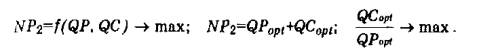 NP₂=f(QP, QC) → max; NP₂=QPₒₚₜ+QCₒₚₜ; QCₒₚₜ/QPₒₚₜ → max.